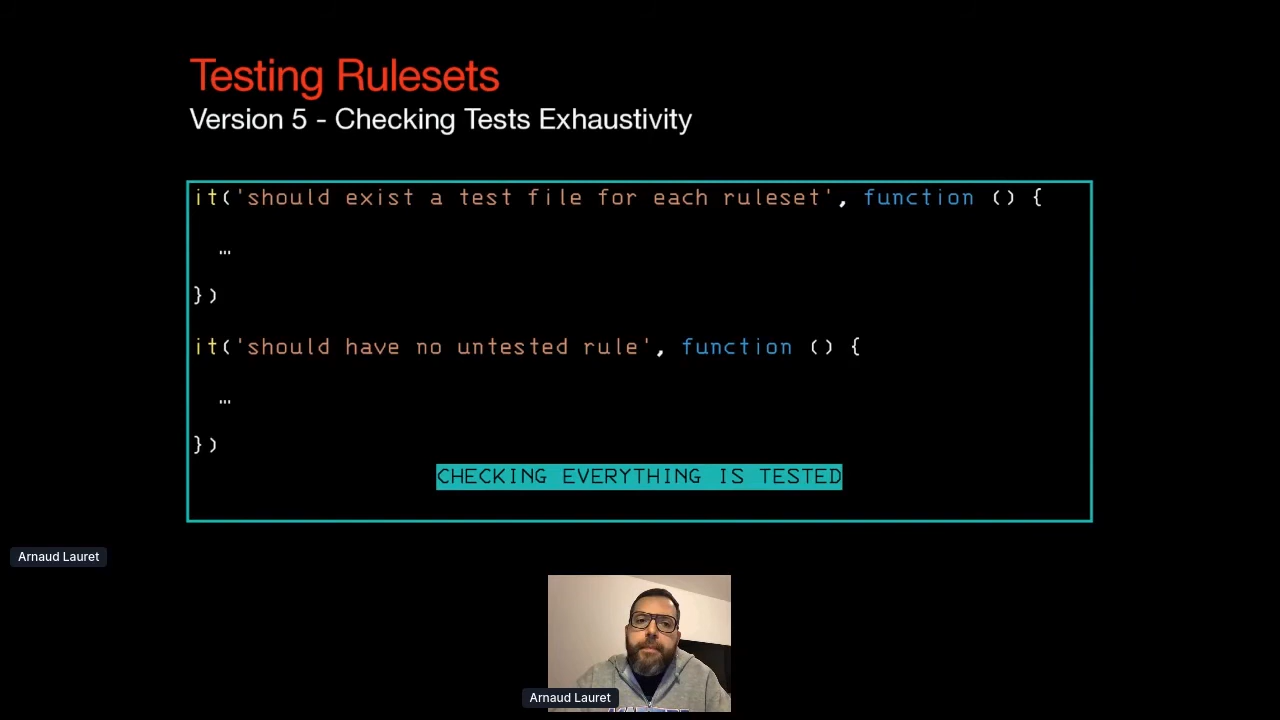 Testing Rulesets
Version 5 - Checking Tests Exhaustivity
it('should exist a test file for each ruleset', function () {
…
})
it('should have no untested rule', function () {
…
})
CHECKING EVERYTHING IS TESTED
Arnaud Lauret
Arnaud Lauret